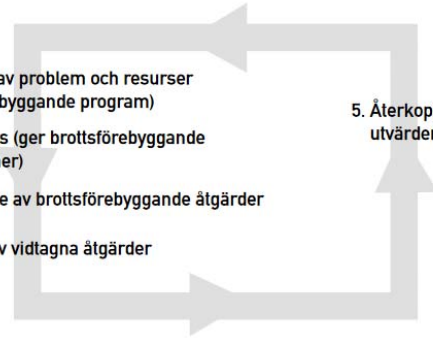 av problem och resurser
byggande program)
s (ger brottsförebyggande
er)
e av brottsförebyggande åtgärder
v vidtagna åtgärder
5. Återkop
utvärder